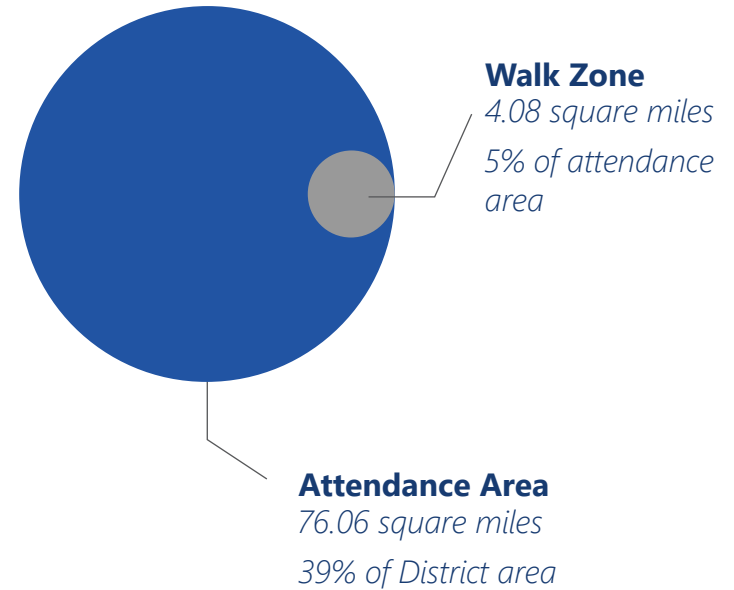 Walk Zone
4.08 square miles
5% of attendance
area
Attendance Area
76.06 square miles
39% of District area